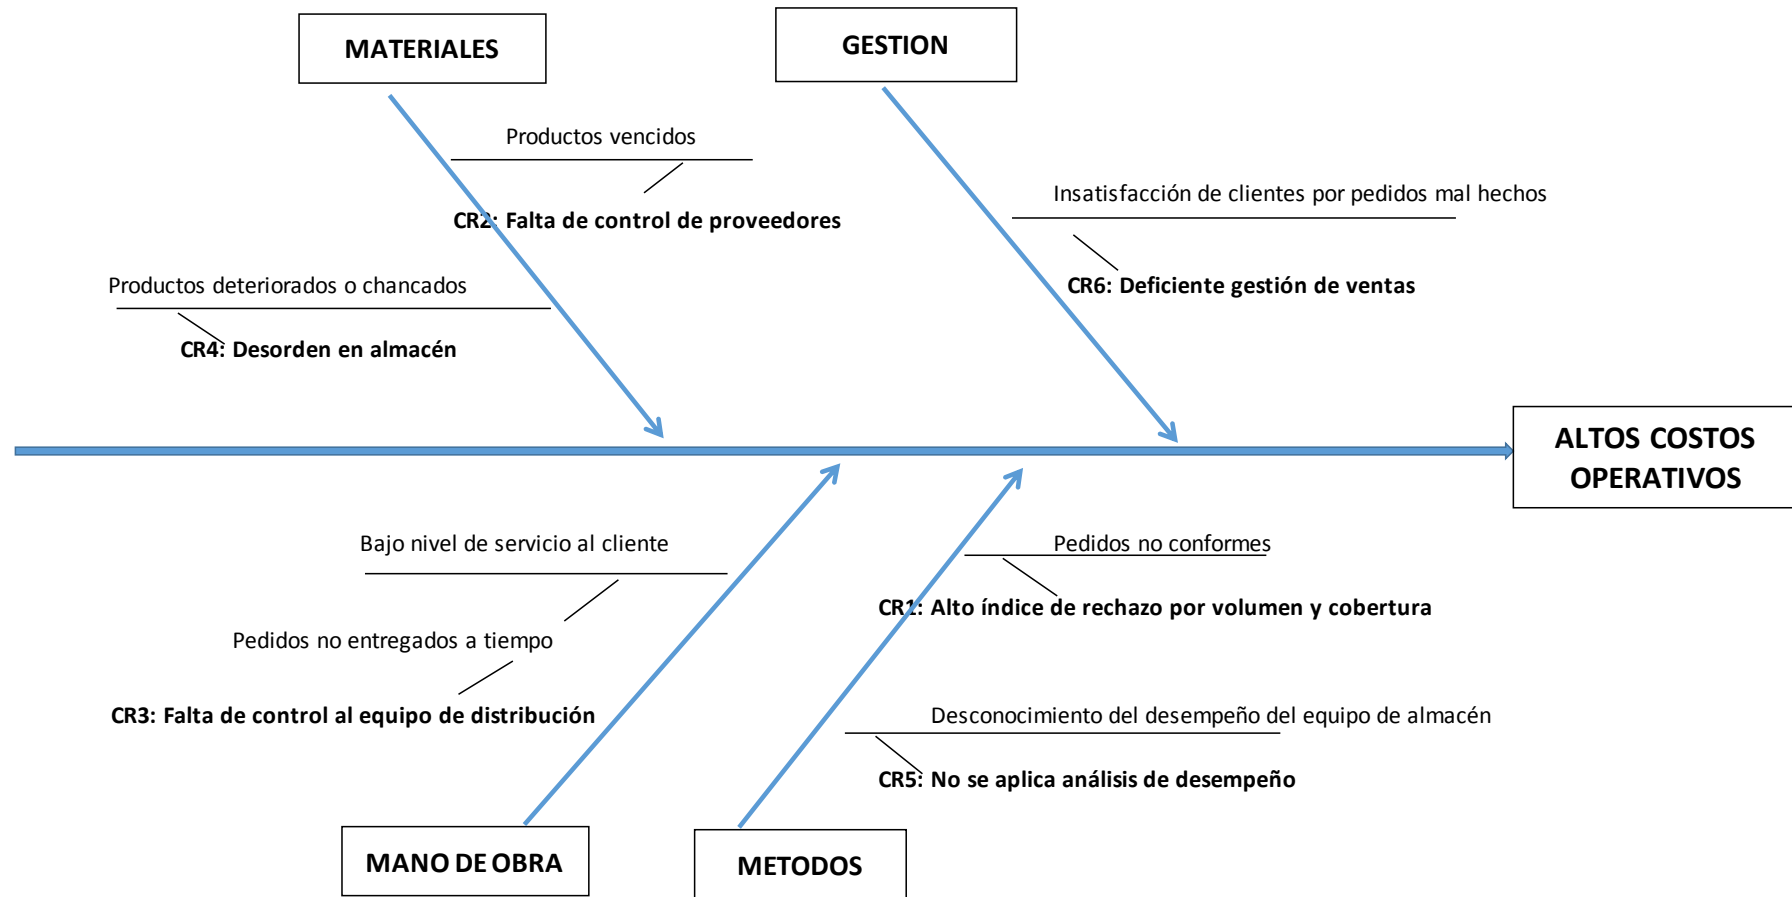 MATERIALES
GESTION
Productos vencidos
Insatisfacción de clientes por pedidos mal hechos
CR2: Falta de control de proveedores
Productos deteriorados o chancados
CR6: Deficiente gestión de ventas
CR4: Desorden en almacén
ALTOS COSTOS
OPERATIVOS
Bajo nivel de servicio al cliente
Pedidos no conformes
CR1: Alto índice de rechazo por volumen y cobertura
Pedidos no entregados a tiempo
CR3: Falta de control al equipo de distribución
Desconocimiento del desempeño del equipo de almacén
CR5: No se aplica análisis de desempeño
MANO DE OBRA
METODOS